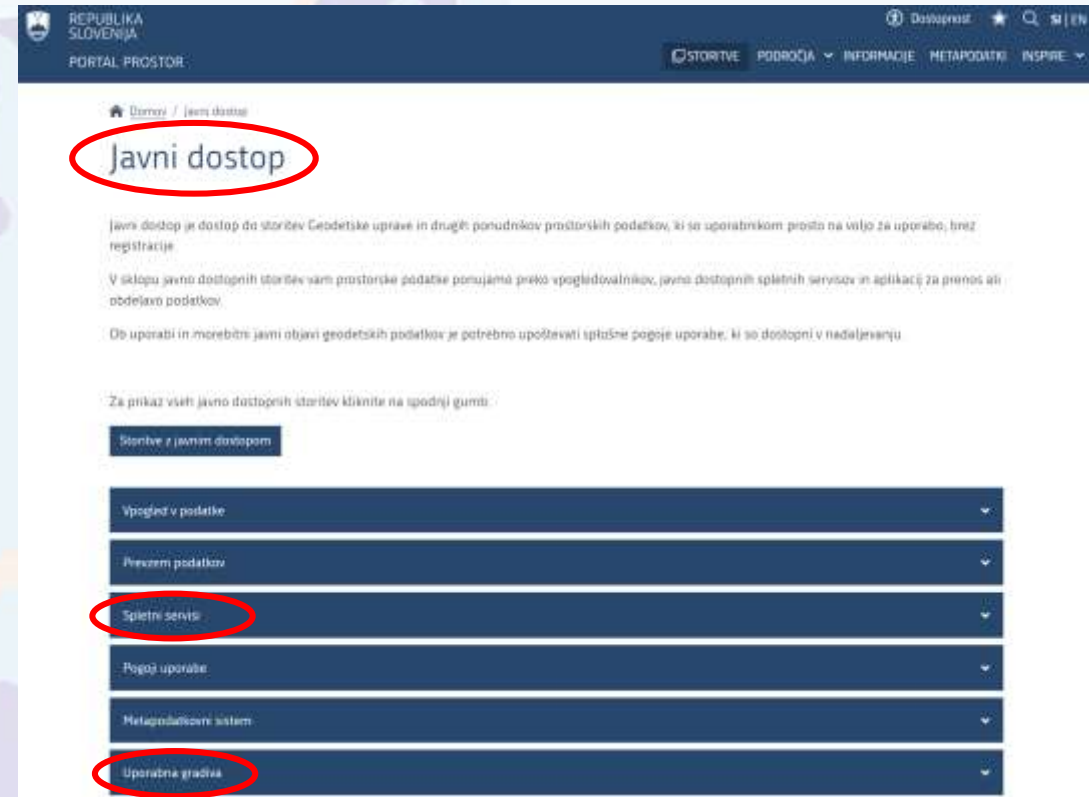 REPUBLIKA
SLOVENIJA
PORTAL PROSTOR
Dostopnost
SI | EN
STORITVE PODROČJA INFORMACIJE METAPODATKI INSPIRE
Domov / Javni dostop
Javni dostop
Javni dostop je dostop do storitev Geodetske uprave in drugih ponudnikov prostorskih podatkov, ki so uporabnikom prosto na voljo za uporabo, brez
registracije.
V sklopu javno dostopnih storitev vam prostorske podatke ponujamo preko vpogledovalnikov, javno dostopnih spletnih servisov in aplikacij za prenos ali
obdelavo podatkov.
Ob uporabi in morebitni javni objavi geodetskih podatkov je potrebno upoštevati splošne pogoje uporabe, ki so dostopni v nadaljevanju.
Za prikaz vseh javno dostopnih storitev kliknite na spodnji gumb:
Storitve z javnim dostopom
Vpogled v podatke
Prevzem podatkov
Spletni servisi
Pogoji uporabe
Metapodatkovni sistem
Uporabna gradiva